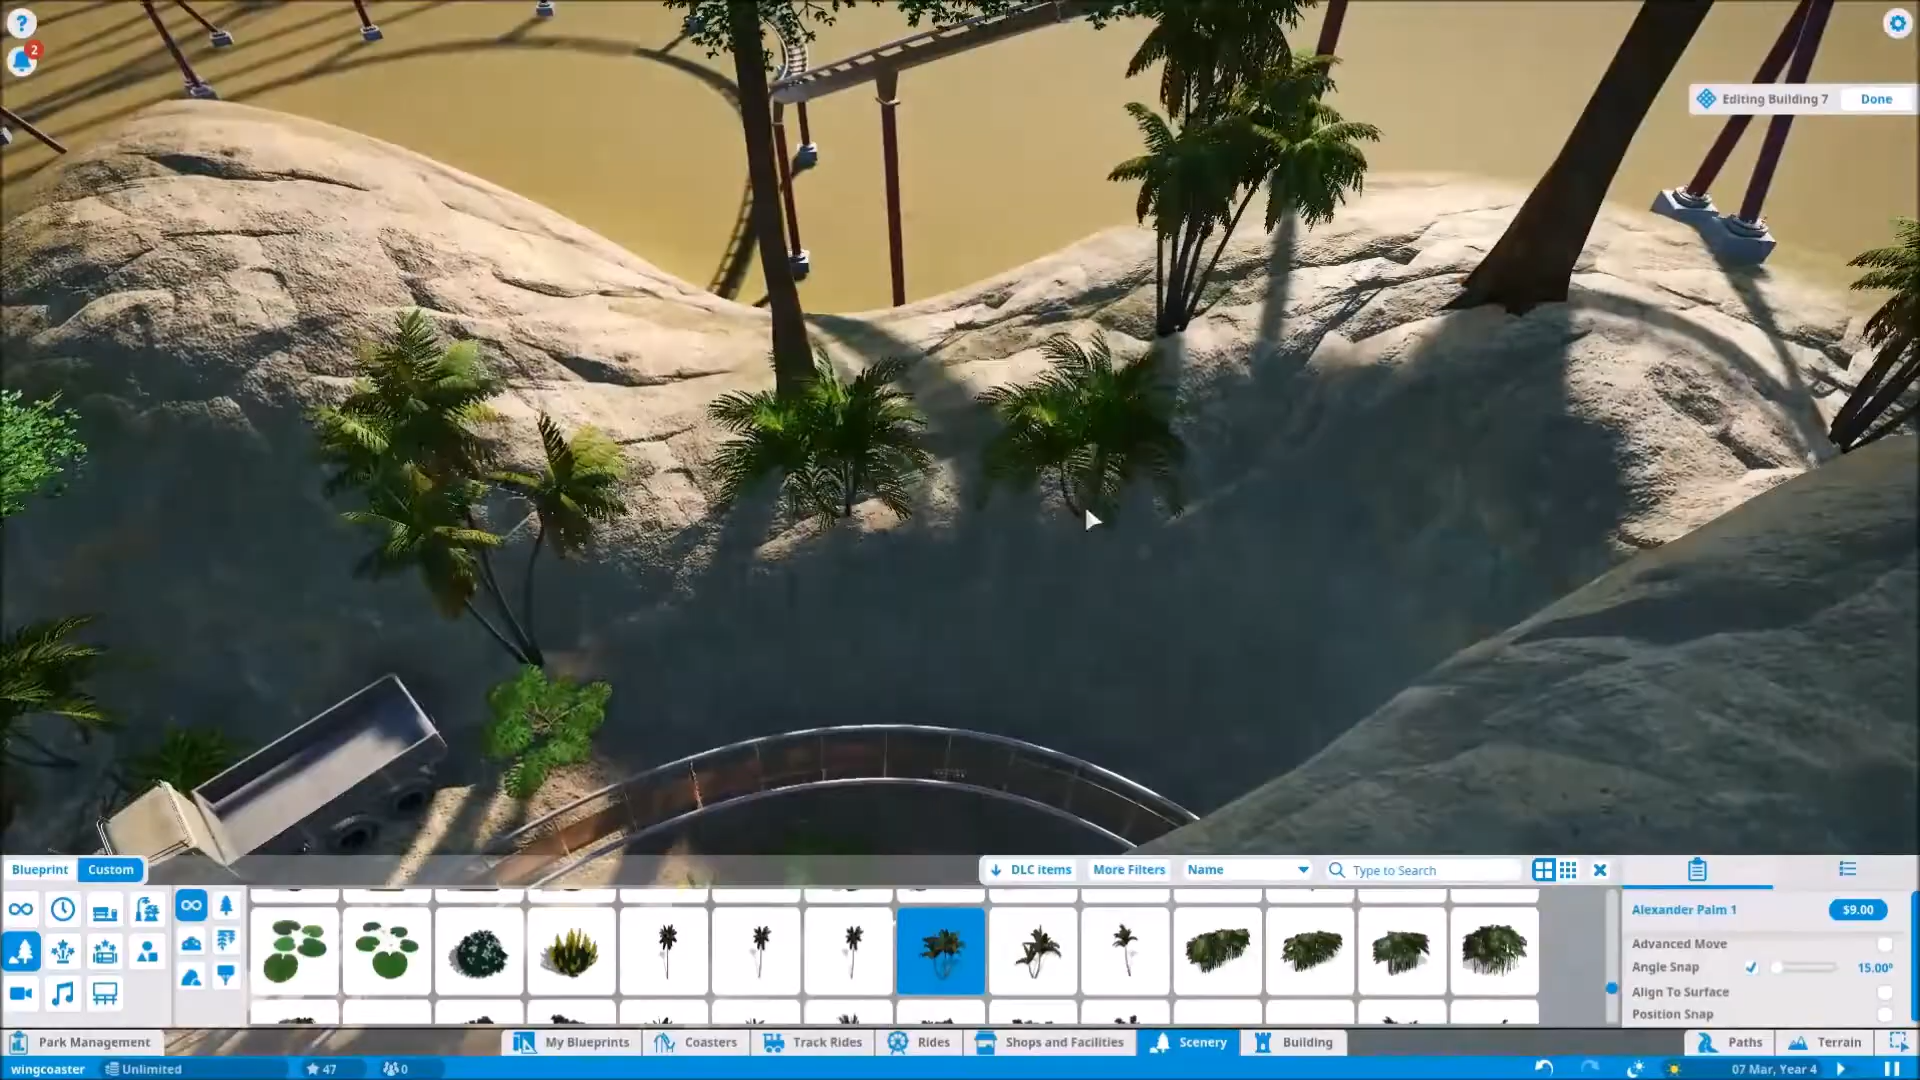 ?
2
Editing Building 7
Done
Blueprint
Custom
DLC items
More Filters
Name
Type to Search
Alexander Palm 1
$9.00
Advanced Move
Angle Snap
15.00°
Align To Surface
Position Snap
Park Management
My Blueprints
Coasters
Track Rides
Rides
Shops and Facilities
Scenery
Building
Paths
Terrain
wingcoaster
Unlimited
47
0
07 Mar, Year 4